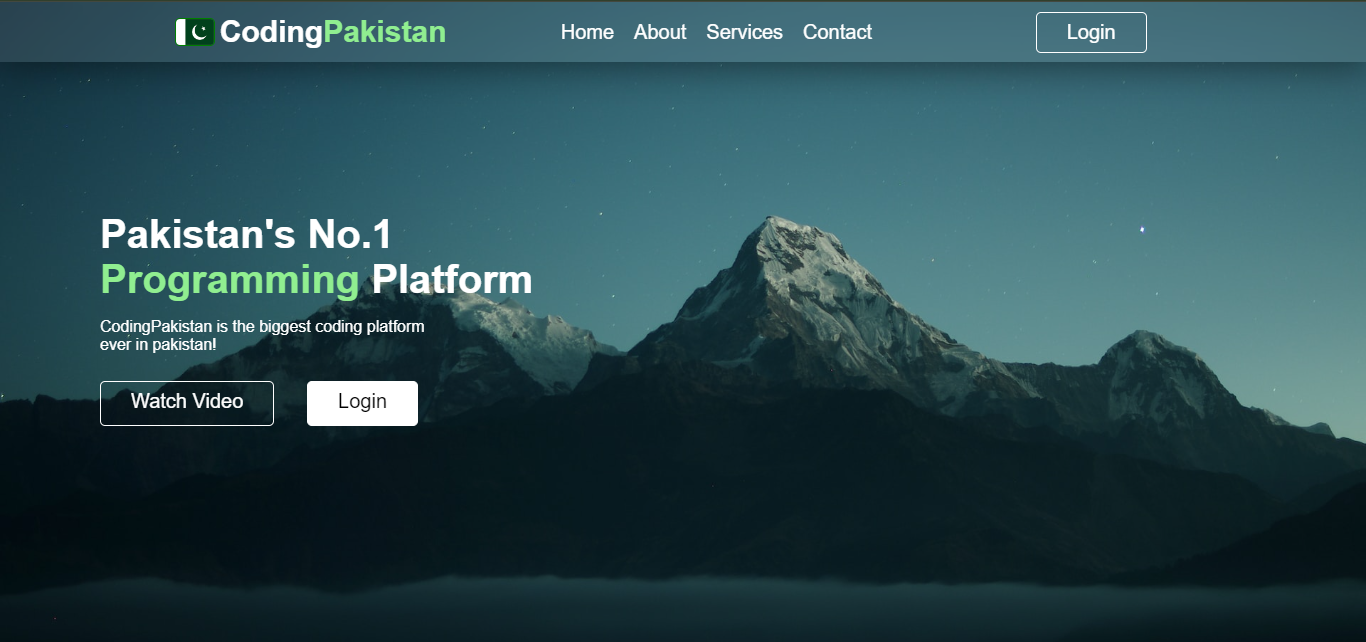 CodingPakistan
Home About Services Contact
Login
Pakistan's No.1
Programming Platform
CodingPakistan is the biggest coding platform
ever in pakistan!
Watch Video
Login